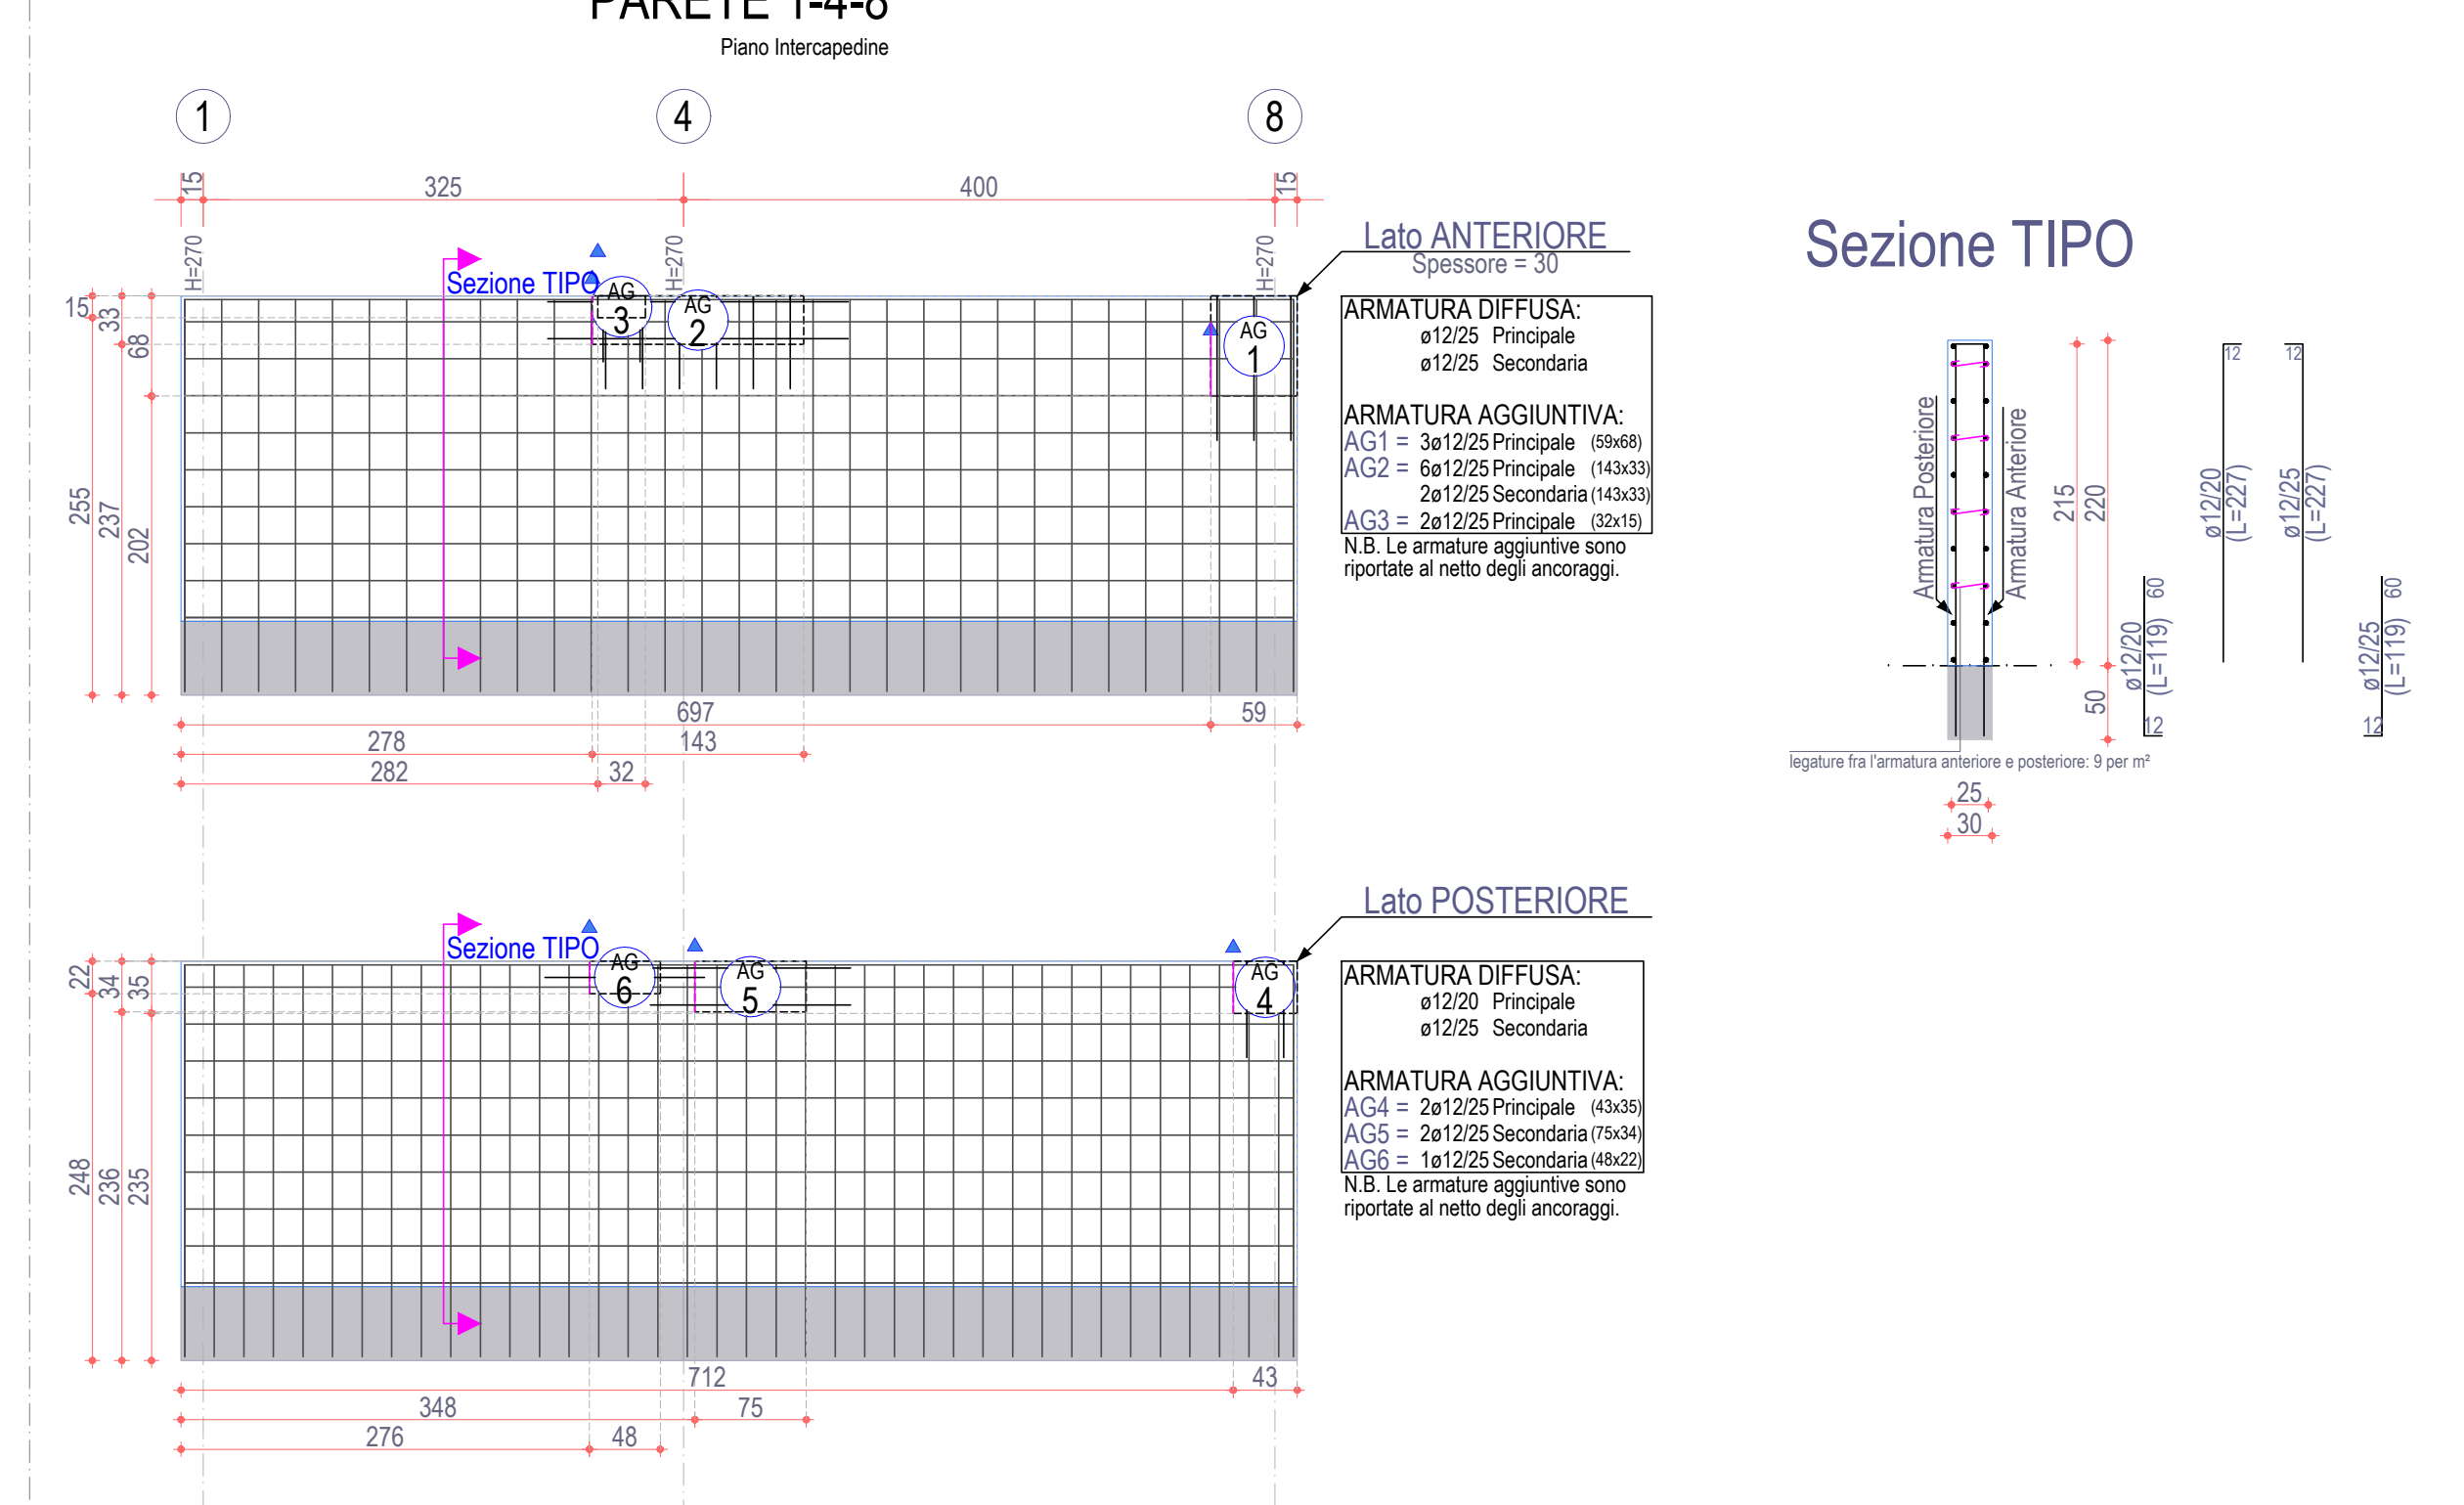 PARETE 1-4-8
Piano Intercapedine
1
4
8
15
325
400
15
H=270
H=270
H=270
Sezione TIPO
AG
3
AG
2
AG
1
15
33
68
255
237
202
697
59
278
143
282
32
Lato ANTERIORE
Spessore = 30
ARMATURA DIFFUSA:
ø12/25 Principale
ø12/25 Secondaria
ARMATURA AGGIUNTIVA:
AG1 = 3ø12/25 Principale (59x68)
AG2 = 6ø12/25 Principale (143x33)
2ø12/25 Secondaria (143x33)
AG3 = 2ø12/25 Principale (32x15)
N.B. Le armature aggiuntive sono
riportate al netto degli ancoraggi.
Sezione TIPO
Armatura Posteriore
Armatura Anteriore
215
220
50
12
12
ø12/20
(L=227)
ø12/25
(L=227)
ø12/20
(L=119)
60
12
ø12/25
(L=119)
60
12
legature fra l'armatura anteriore e posteriore: 9 per m²
25
30
Lato POSTERIORE
Sezione TIPO
AG
6
AG
5
AG
4
22
34
35
248
236
235
712
43
348
75
276
48
ARMATURA DIFFUSA:
ø12/20 Principale
ø12/25 Secondaria
ARMATURA AGGIUNTIVA:
AG4 = 2ø12/25 Principale (43x35)
AG5 = 2ø12/25 Secondaria (75x34)
AG6 = 1ø12/25 Secondaria (48x22)
N.B. Le armature aggiuntive sono
riportate al netto degli ancoraggi.